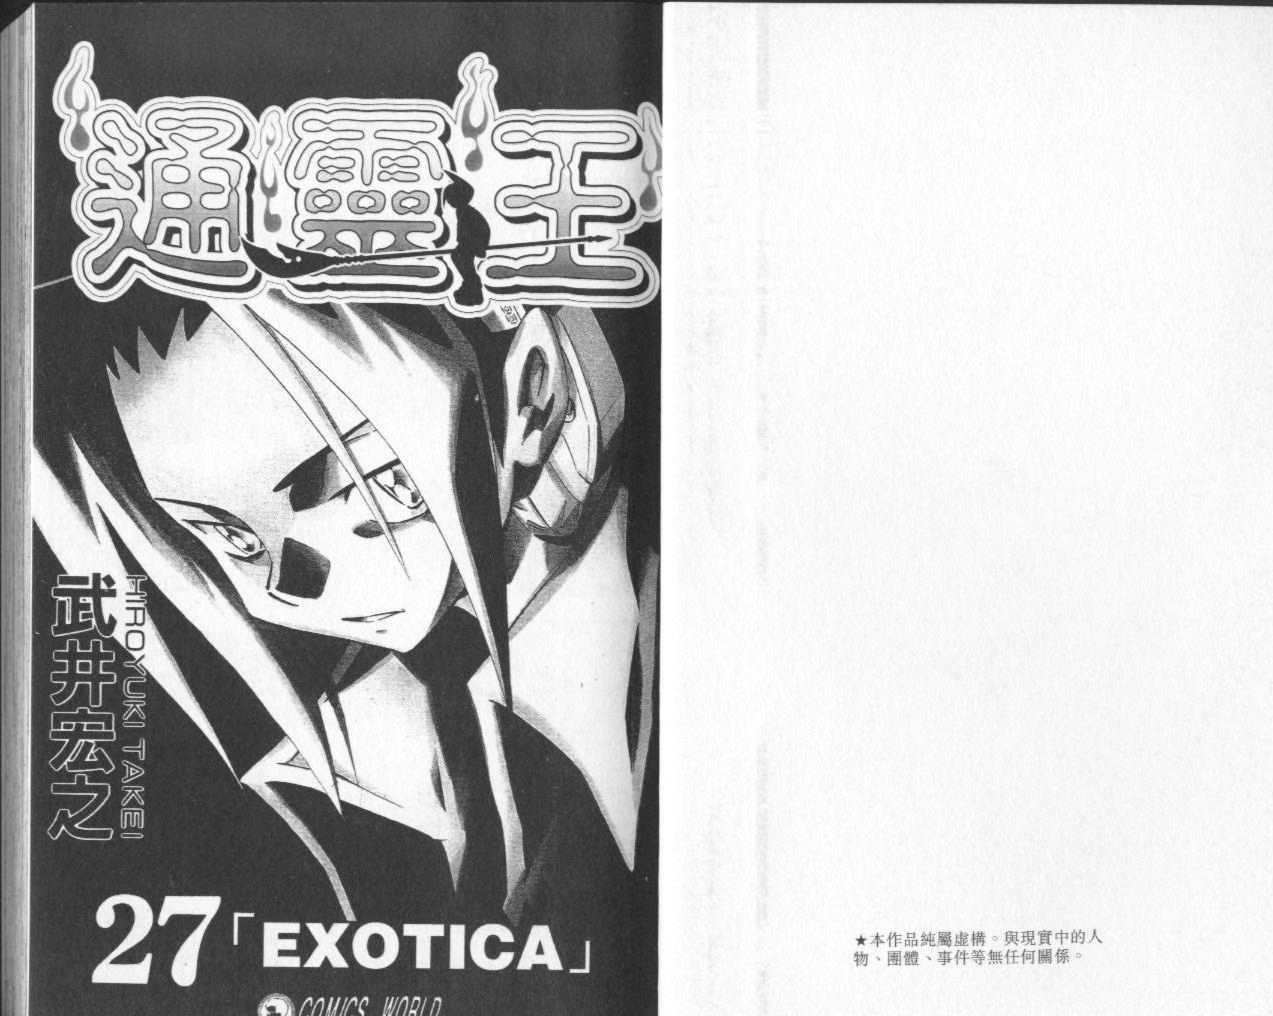 通靈王
武井宏之
HIROYUKI TAKEI
27「EXOTICA」
COMICS WORLD
★本作品純屬虛構。與現實中的人
物、團體、事件等無任何關係。